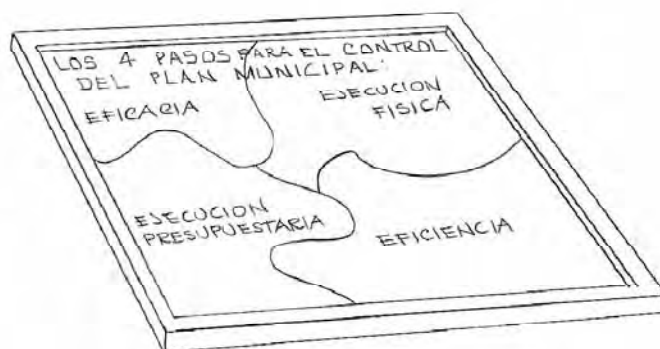 LOS 4 PASOS PARA EL CONTROL
DEL PLAN MUNICIPAL:
EFICACIA
EJECUCION
FISICA
EJECUCION
PRESUPUESTARIA
EFICIENCIA